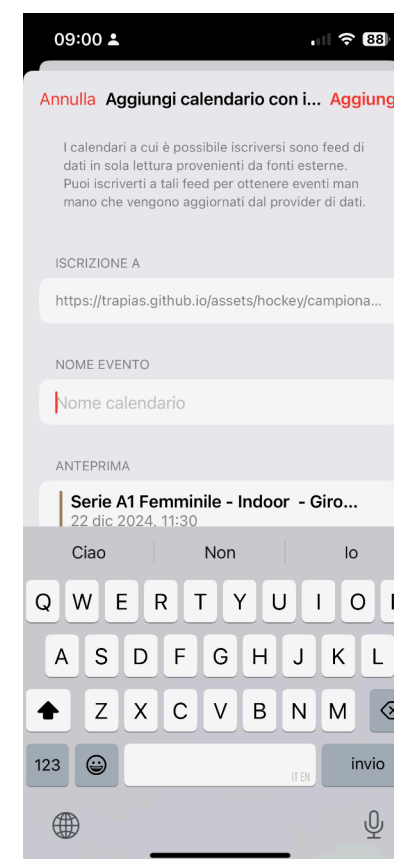 09:00
88
Annulla Aggiungi calendario con i... Aggiung
I calendari a cui è possibile iscriversi sono feed di
dati in sola lettura provenienti da fonti esterne.
Puoi iscriverti a tali feed per ottenere eventi man
mano che vengono aggiornati dal provider di dati.
ISCRIZIONE A
https://trapias.github.io/assets/hockey/campiona...
NOME EVENTO
Nome calendario
ANTEPRIMA
Serie A1 Femminile - Indoor - Giro...
22 dic 2024, 11:30
Ciao Non Io
Q W E R T Y U I O
A S D F G H J K L
Z X C V B N M
123 IT EN invio